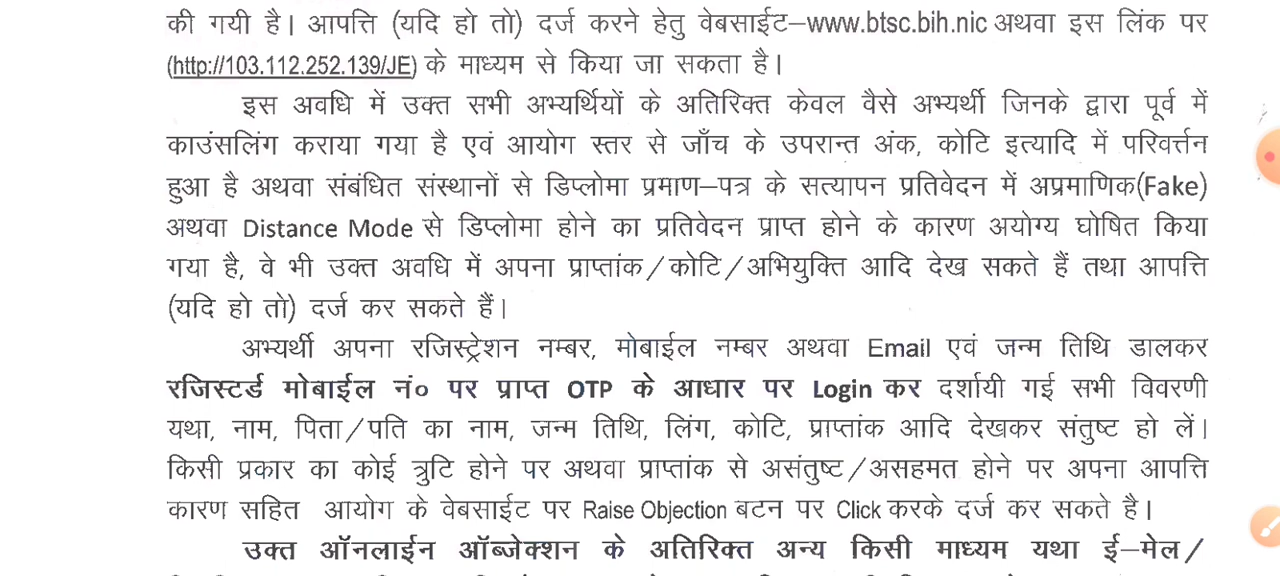 की गयी है। आपत्ति (यदि हो तो) दर्ज करने हेतु वेबसाईट–www.btsc.bih.nic अथवा इस लिंक पर
(http://103.112.252.139/JE) के माध्यम से किया जा सकता है।
इस अवधि में उक्त सभी अभ्यर्थियों के अतिरिक्त केवल वैसे अभ्यर्थी जिनके द्वारा पूर्व में
काउंसलिंग कराया गया है एवं आयोग स्तर से जाँच के उपरान्त अंक, कोटि इत्यादि में परिवर्त्तन
हुआ है अथवा संबंधित संस्थानों से डिप्लोमा प्रमाण–पत्र के सत्यापन प्रतिवेदन में अप्रमाणिक(Fake)
अथवा Distance Mode से डिप्लोमा होने का प्रतिवेदन प्राप्त होने के कारण अयोग्य घोषित किया
गया है, वे भी उक्त अवधि में अपना प्राप्तांक/कोटि/अभियुक्ति आदि देख सकते हैं तथा आपत्ति
(यदि हो तो) दर्ज कर सकते हैं।
अभ्यर्थी अपना रजिस्ट्रेशन नम्बर, मोबाईल नम्बर अथवा Email एवं जन्म तिथि डालकर
रजिस्टर्ड मोबाईल नं० पर प्राप्त OTP के आधार पर Login कर दर्शायी गई सभी विवरणी
यथा, नाम, पिता/पति का नाम, जन्म तिथि, लिंग, कोटि, प्राप्तांक आदि देखकर संतुष्ट हो लें।
किसी प्रकार का कोई त्रुटि होने पर अथवा प्राप्तांक से असंतुष्ट/असहमत होने पर अपना आपत्ति
कारण सहित आयोग के वेबसाईट पर Raise Objection बटन पर Click करके दर्ज कर सकते है।
उक्त ऑनलाईन ऑब्जेक्शन के अतिरिक्त अन्य किसी माध्यम यथा ई–मेल/